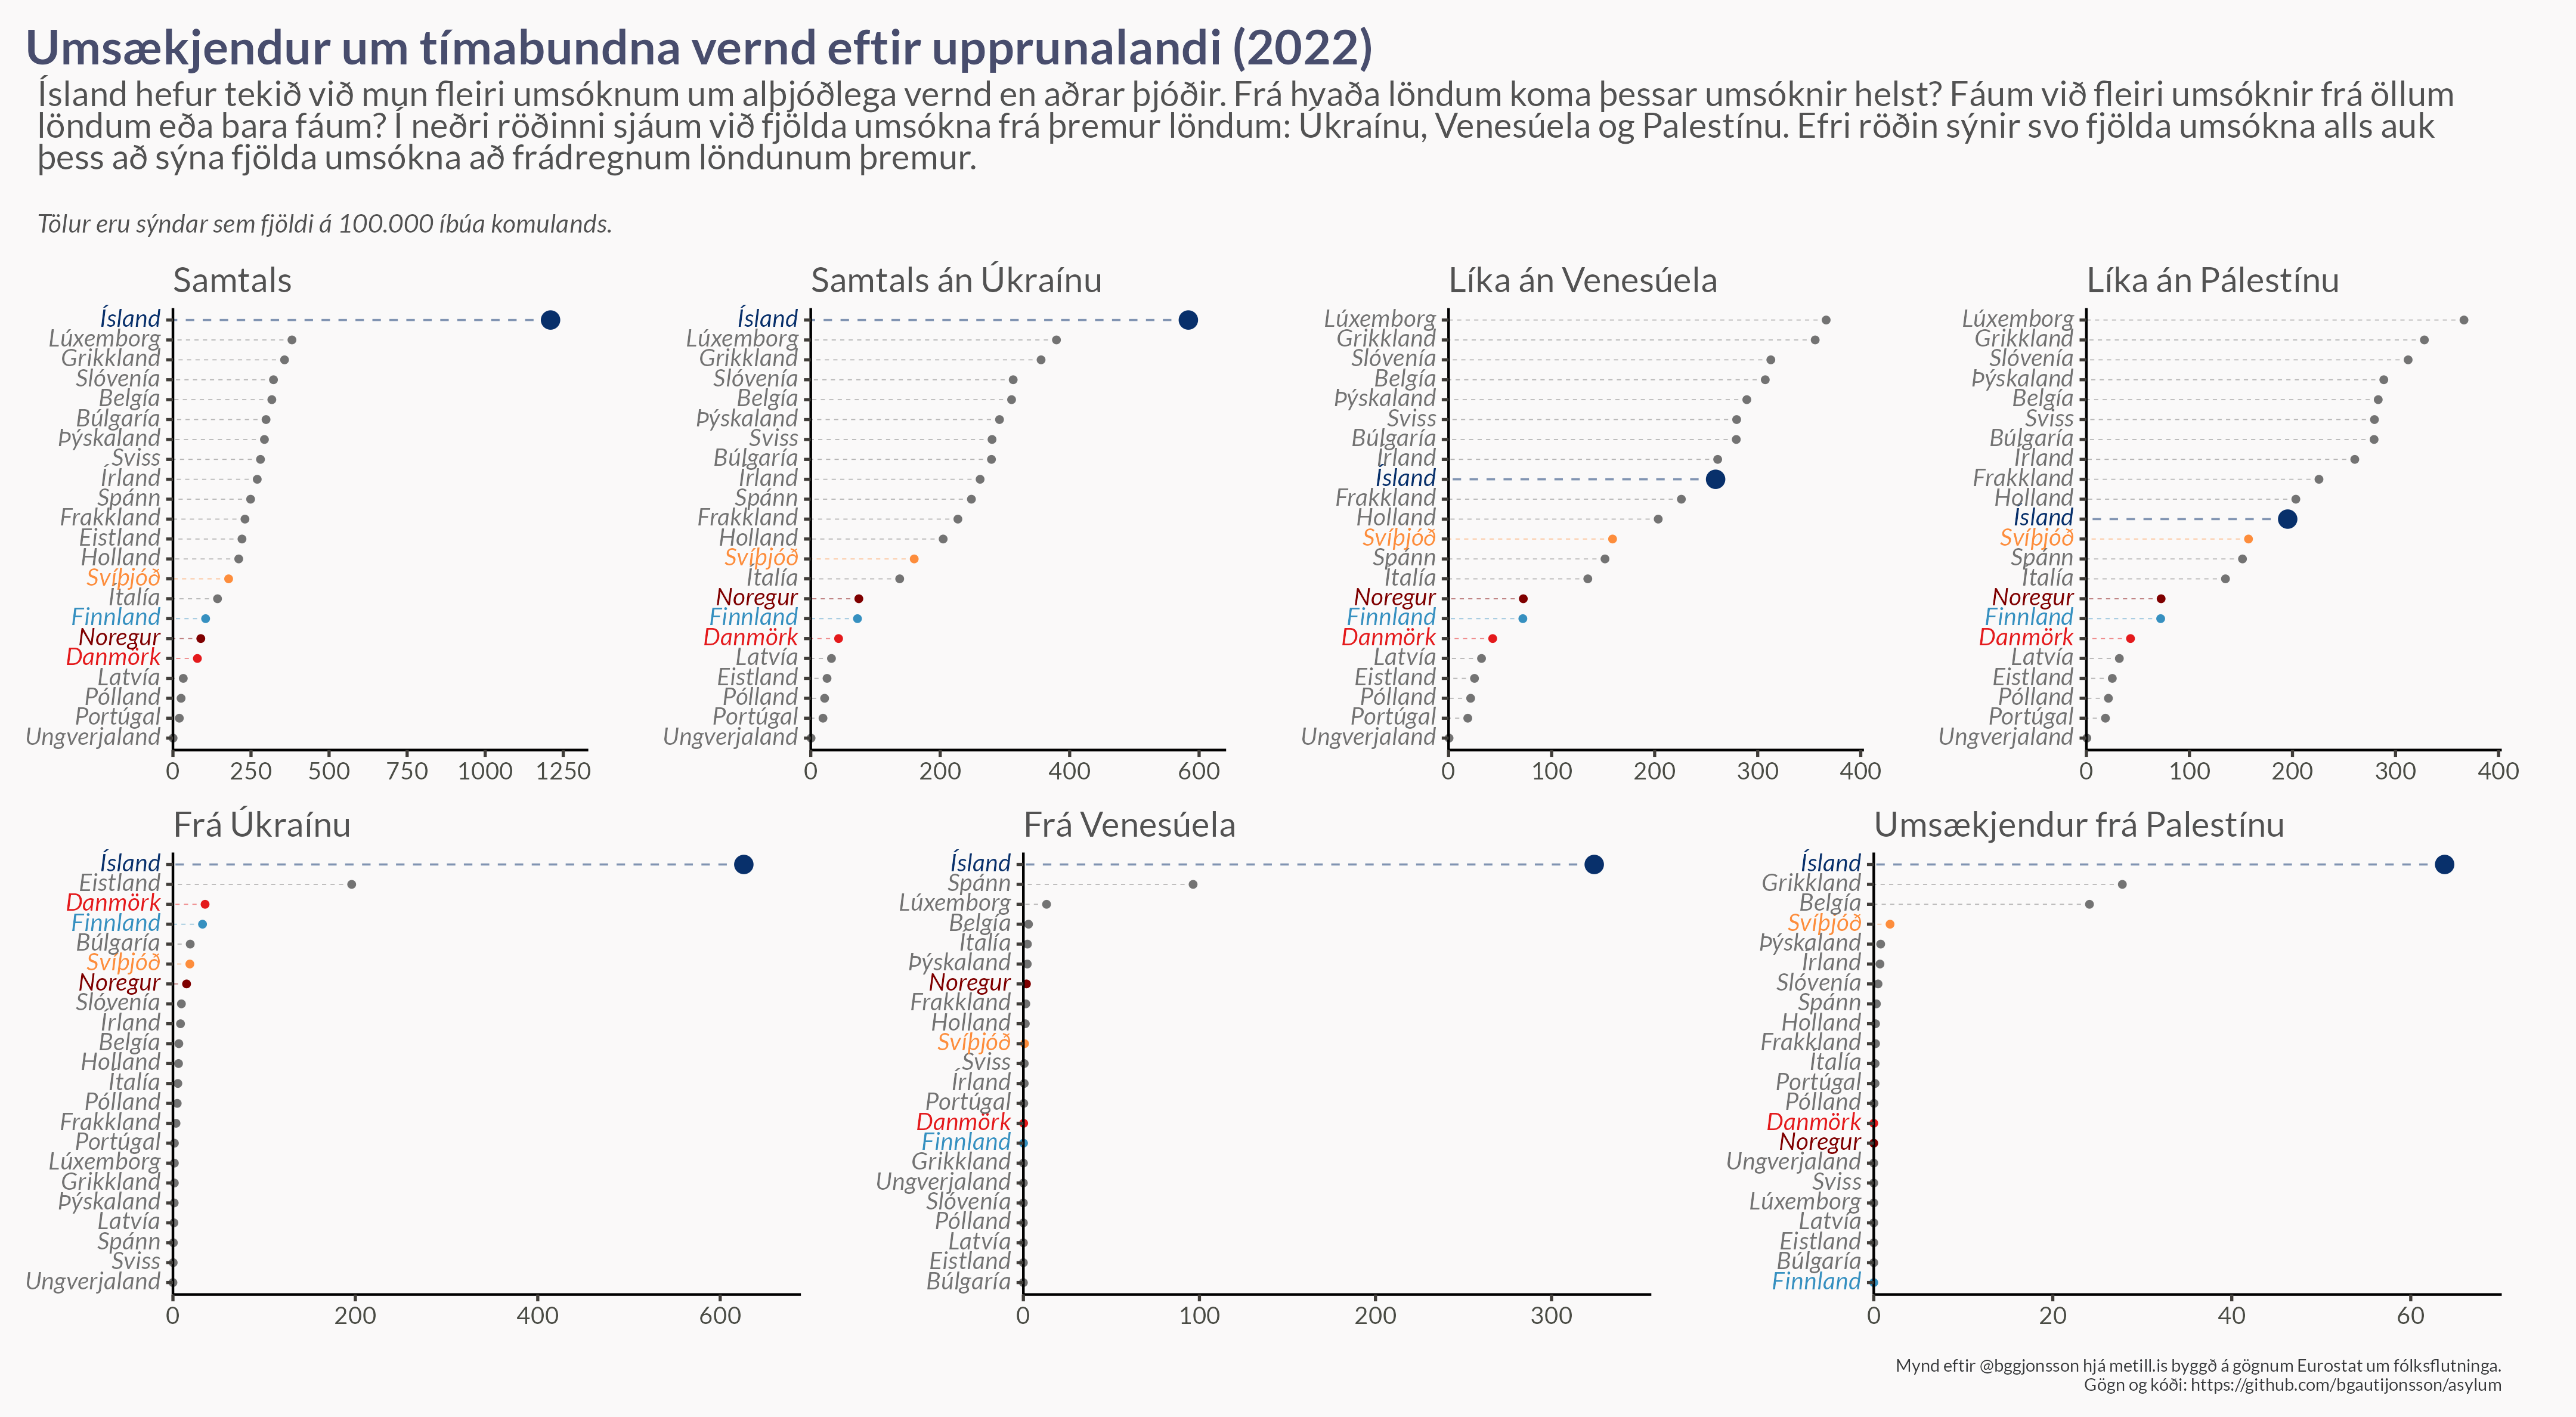 Umsækjendur um tímabundna vernd eftir upprunalandi (2022)
Ísland hefur tekið við mun fleiri umsóknum um alþjóðlega vernd en aðrar þjóðir. Frá hvaða löndum koma þessar umsóknir helst? Fáum við fleiri umsóknir frá öllum
löndum eða bara fáum? Í neðri röðinni sjáum við fjölda umsókna frá þremur löndum: Úkraínu, Venesúela og Palestínu. Efri röðin sýnir svo fjölda umsókna alls auk
þess að sýna fjölda umsókna að frádregnum löndunum þremur.
Tölur eru sýndar sem fjöldi á 100.000 íbúa komulands.
Samtals
Ísland
Lúxemborg
Grikkland
Slóvenía
Belgía
Búlgaría
Þýskaland
Sviss
Írland
Spánn
Frakkland
Eistland
Holland
Svíþjóð
Ítalía
Finnland
Noregur
Danmörk
Latvía
Pólland
Portúgal
Ungverjaland
0 250 500 750 1000 1250
Samtals án Úkraínu
Ísland
Lúxemborg
Grikkland
Slóvenía
Belgía
Þýskaland
Sviss
Búlgaría
Írland
Spánn
Frakkland
Holland
Svíþjóð
Ítalía
Noregur
Finnland
Danmörk
Latvía
Eistland
Pólland
Portúgal
Ungverjaland
0 200 400 600
Líka án Venesúela
Lúxemborg
Grikkland
Slóvenía
Belgía
Þýskaland
Sviss
Búlgaría
Írland
Ísland
Frakkland
Holland
Svíþjóð
Spánn
Ítalía
Noregur
Finnland
Danmörk
Latvía
Eistland
Pólland
Portúgal
Ungverjaland
0 100 200 300 400
Líka án Pálestínu
Lúxemborg
Grikkland
Slóvenía
Þýskaland
Belgía
Sviss
Búlgaría
Írland
Frakkland
Holland
Ísland
Svíþjóð
Spánn
Ítalía
Noregur
Finnland
Danmörk
Latvía
Eistland
Pólland
Portúgal
Ungverjaland
0 100 200 300 400
Frá Úkraínu
Ísland
Eistland
Danmörk
Finnland
Búlgaría
Svíþjóð
Noregur
Slóvenía
Írland
Belgía
Holland
Ítalía
Pólland
Frakkland
Portúgal
Lúxemborg
Grikkland
Þýskaland
Latvía
Spánn
Sviss
Ungverjaland
0 200 400 600
Frá Venesúela
Ísland
Spánn
Lúxemborg
Belgía
Ítalía
Þýskaland
Noregur
Frakkland
Holland
Svíþjóð
Sviss
Írland
Portúgal
Danmörk
Finnland
Grikkland
Ungverjaland
Slóvenía
Pólland
Latvía
Eistland
Búlgaría
0 100 200 300
Umsækjendur frá Palestínu
Ísland
Grikkland
Belgía
Svíþjóð
Þýskaland
Írland
Slóvenía
Spánn
Holland
Frakkland
Ítalía
Portúgal
Pólland
Danmörk
Noregur
Ungverjaland
Sviss
Lúxemborg
Latvía
Eistland
Búlgaría
Finnland
0 20 40 60
Mynd eftir @bggjonsson hjá metill.is byggð á gögnum Eurostat um fólksflutninga.
Gögn og kóði: https://github.com/bgautijonsson/asylum